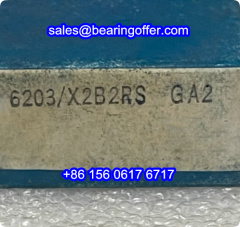 sales@bearingoffer.com
6203/X2B2RS GA2
+86 156 0617 6717